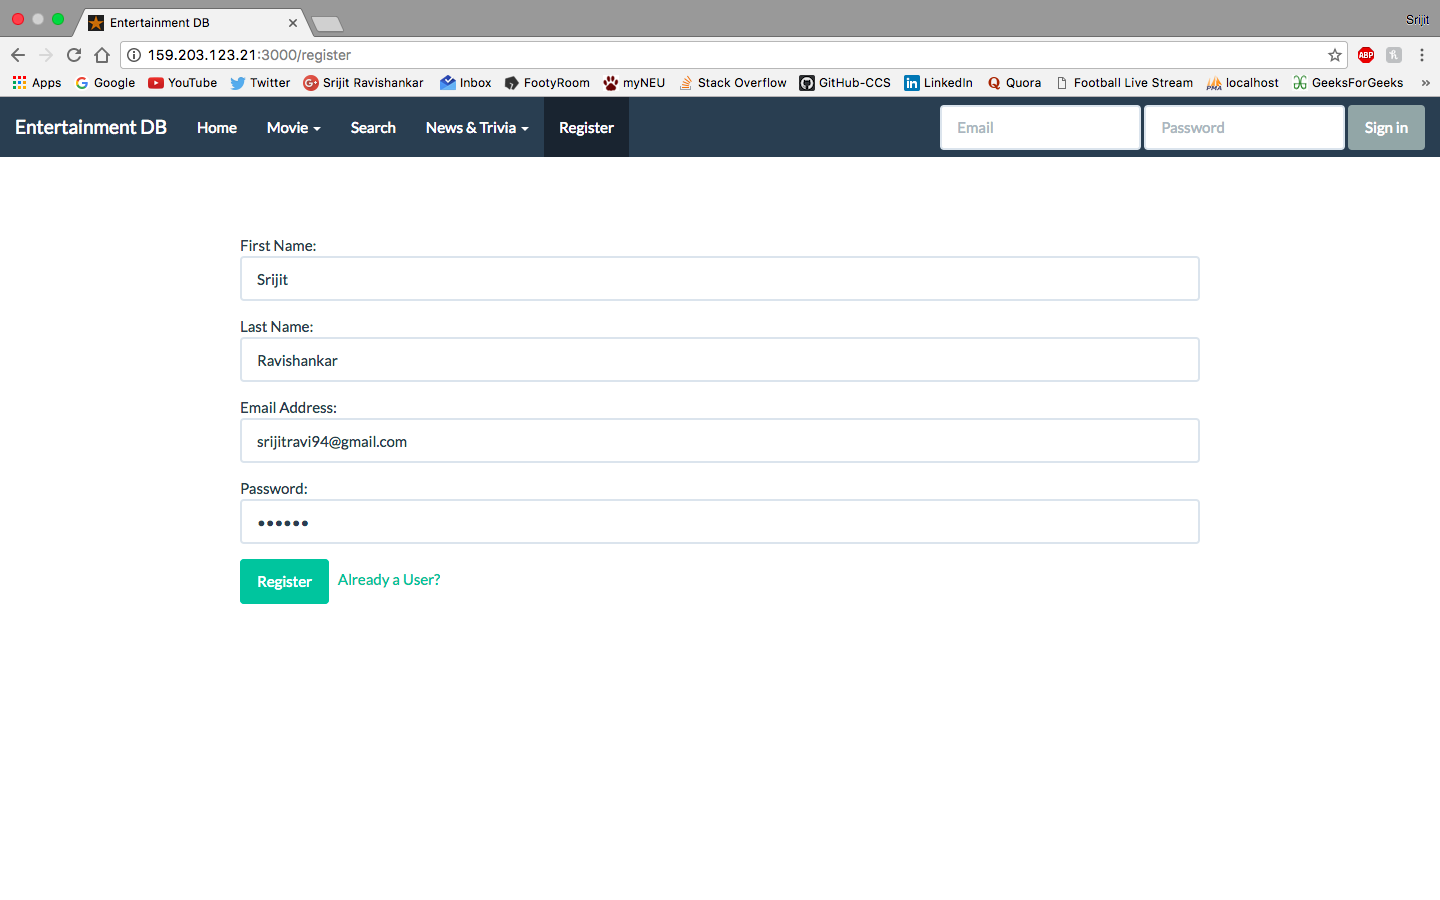 Entertainment DB
Srijit
159.203.123.21:3000/register
ABP
Apps Google YouTube Twitter Srijit Ravishankar Inbox FootyRoom myNEU Stack Overflow GitHub-CCS LinkedIn Quora Football Live Stream localhost GeeksForGeeks »
Entertainment DB Home Movie Search News & Trivia Register Email Password Sign in
First Name:
Srijit
Last Name:
Ravishankar
Email Address:
srijitravi94@gmail.com
Password:
••••••
Register Already a User?